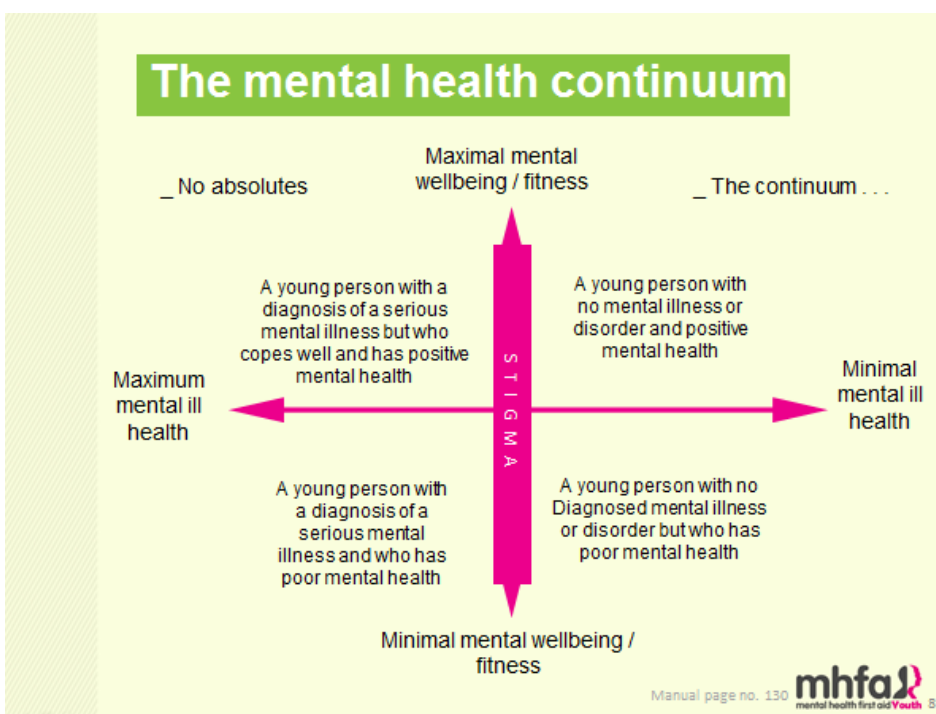 The mental health continuum
Maximal mental
wellbeing / fitness
_ No absolutes
_ The continuum . . .
A young person with a
diagnosis of a serious
mental illness but who
copes well and has positive
mental health
A young person with
no mental illness or
disorder and positive
mental health
Maximum
mental ill
health
STIGMA
Minimal
mental ill
health
A young person with
a diagnosis of a
serious mental
illness and who has
poor mental health
A young person with no
Diagnosed mental illness
or disorder but who has
poor mental health
Minimal mental wellbeing /
fitness
Manual page no. 130
mhfa
mental health first aid Youth
8